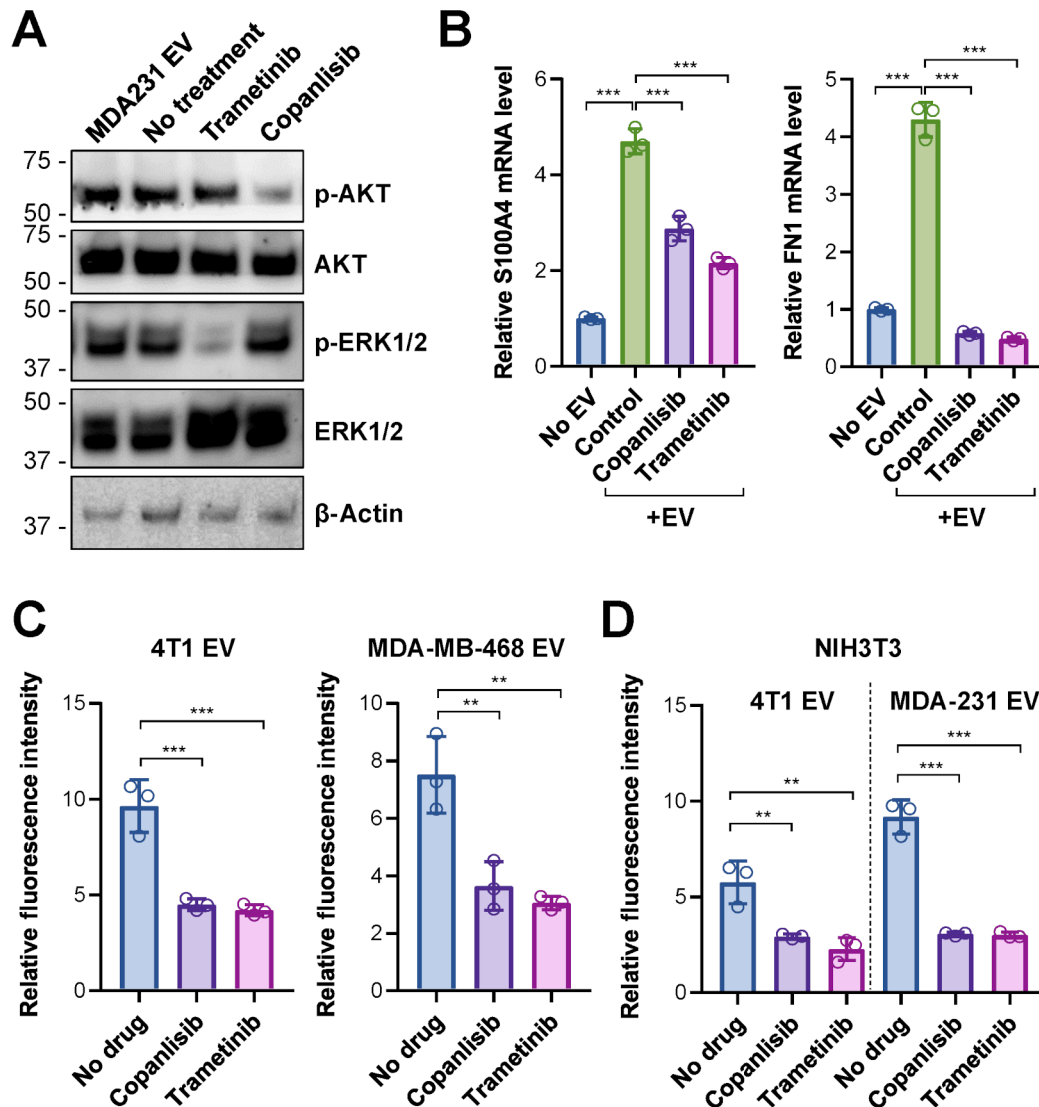 A
MDA231 EV
No treatment
Trametinib
Copanlisib
75 -
50 -
p-AKT
75 -
50 -
AKT
50 -
37 -
p-ERK1/2
50 -
37 -
ERK1/2
37 -
β-Actin
B
Relative S100A4 mRNA level
6
4
2
0
***
***
***
No EV
Control
Copanlisib
Trametinib
+EV
Relative FN1 mRNA level
5
4
3
2
1
0
***
***
***
No EV
Control
Copanlisib
Trametinib
+EV
C
4T1 EV
Relative fluorescence intensity
15
10
5
0
***
***
No drug
Copanlisib
Trametinib
MDA-MB-468 EV
Relative fluorescence intensity
10
8
6
4
2
0
**
**
No drug
Copanlisib
Trametinib
D
NIH3T3
4T1 EV
MDA-231 EV
Relative fluorescence intensity
15
10
5
0
**
**
***
***
No drug
Copanlisib
Trametinib
No drug
Copanlisib
Trametinib